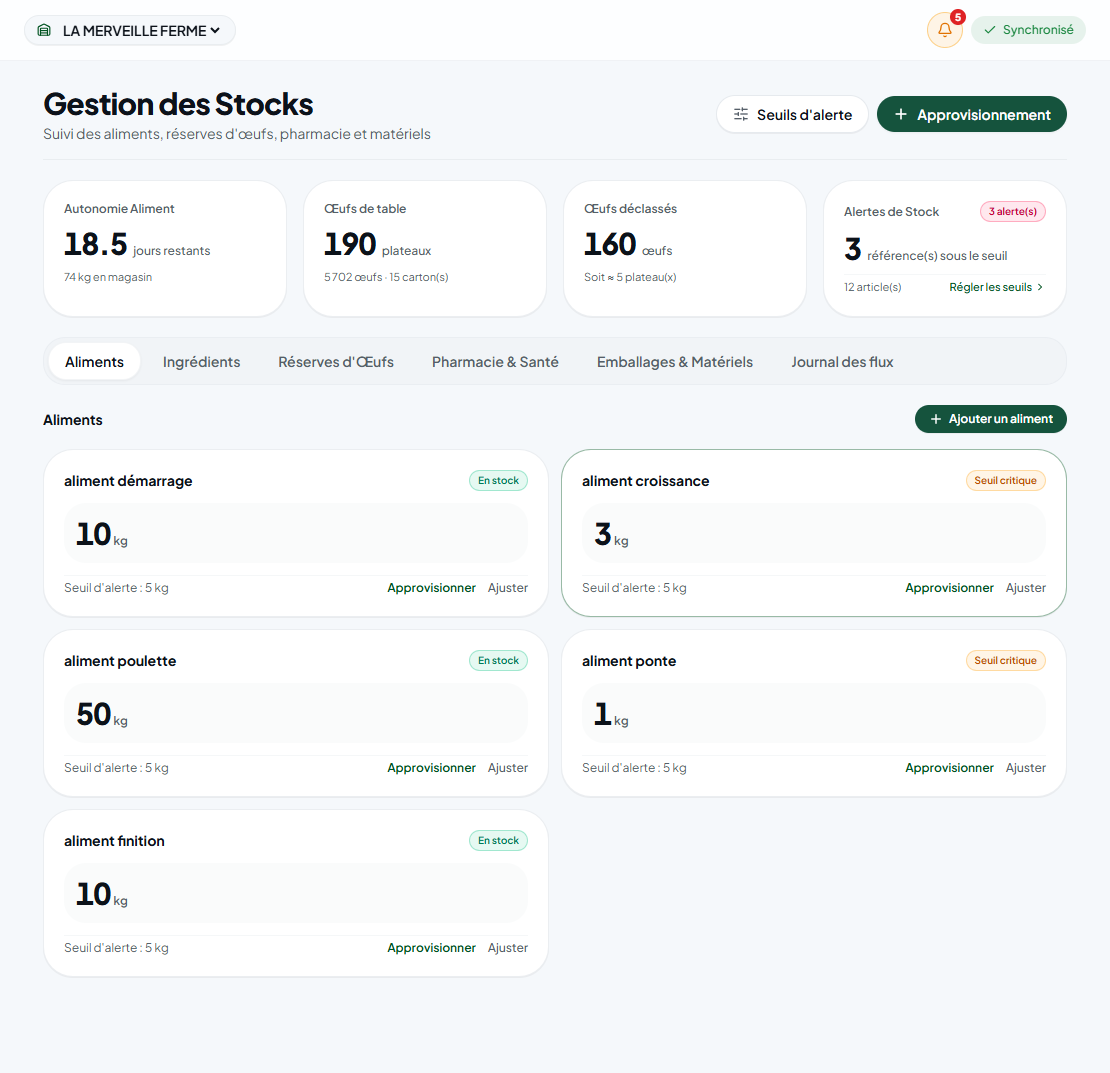 LA MERVEILLE FERME
5
Synchronisé
Gestion des Stocks
Suivi des aliments, réserves d'œufs, pharmacie et matériels
Seuils d'alerte
+ Approvisionnement
Autonomie Aliment
18.5 jours restants
74 kg en magasin
Œufs de table
190 plateaux
5 702 œufs · 15 carton(s)
Œufs déclassés
160 œufs
Soit ≈ 5 plateau(x)
Alertes de Stock
3 alerte(s)
3 référence(s) sous le seuil
12 article(s)
Régler les seuils >
Aliments
Ingrédients
Réserves d'Œufs
Pharmacie & Santé
Emballages & Matériels
Journal des flux
Aliments
+ Ajouter un aliment
aliment démarrage
En stock
10 kg
Seuil d'alerte : 5 kg
Approvisionner
Ajuster
aliment croissance
Seuil critique
3 kg
Seuil d'alerte : 5 kg
Approvisionner
Ajuster
aliment poulette
En stock
50 kg
Seuil d'alerte : 5 kg
Approvisionner
Ajuster
aliment ponte
Seuil critique
1 kg
Seuil d'alerte : 5 kg
Approvisionner
Ajuster
aliment finition
En stock
10 kg
Seuil d'alerte : 5 kg
Approvisionner
Ajuster